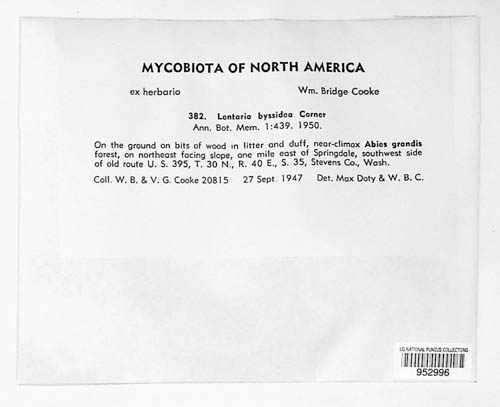 MYCOBIOTA OF NORTH AMERICA
ex herbario Wm. Bridge Cooke
382. Lentaria byssidea Corner
Ann. Bot. Mem. 1:439. 1950.
On the ground on bits of wood in litter and duff, near-climax Abies grandis
forest, on northeast facing slope, one mile east of Springdale, southwest side
of old route U. S. 395, T. 30 N., R. 40 E., S. 35, Stevens Co., Wash.
Coll. W. B. & V. G. Cooke 20815 27 Sept. 1947 Det. Max Doty & W. B. C.
US NATIONAL FUNGUS COLLECTIONS
952996